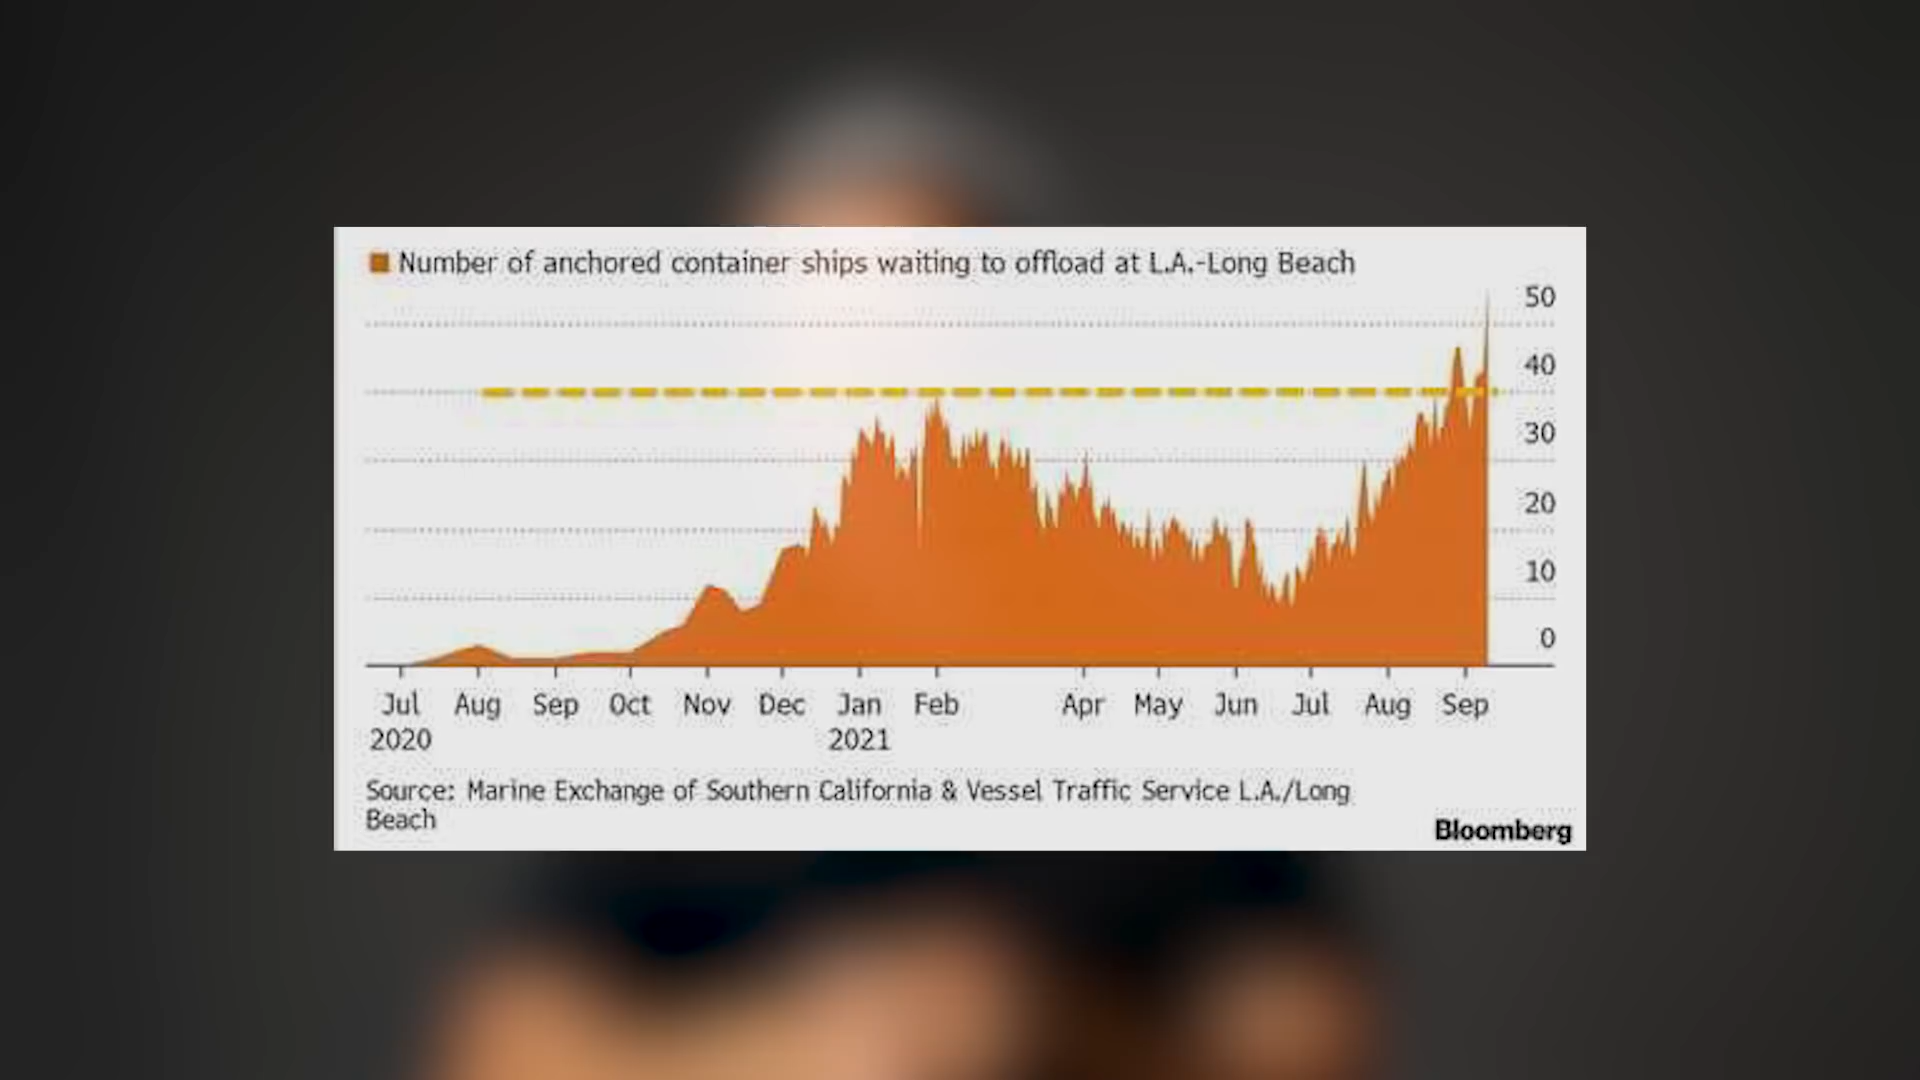 Number of anchored container ships waiting to offload at L.A.-Long Beach
50
40
30
20
10
0
Jul Aug Sep Oct Nov Dec Jan Feb Apr May Jun Jul Aug Sep
2020 2021
Source: Marine Exchange of Southern California & Vessel Traffic Service L.A./Long
Beach
Bloomberg